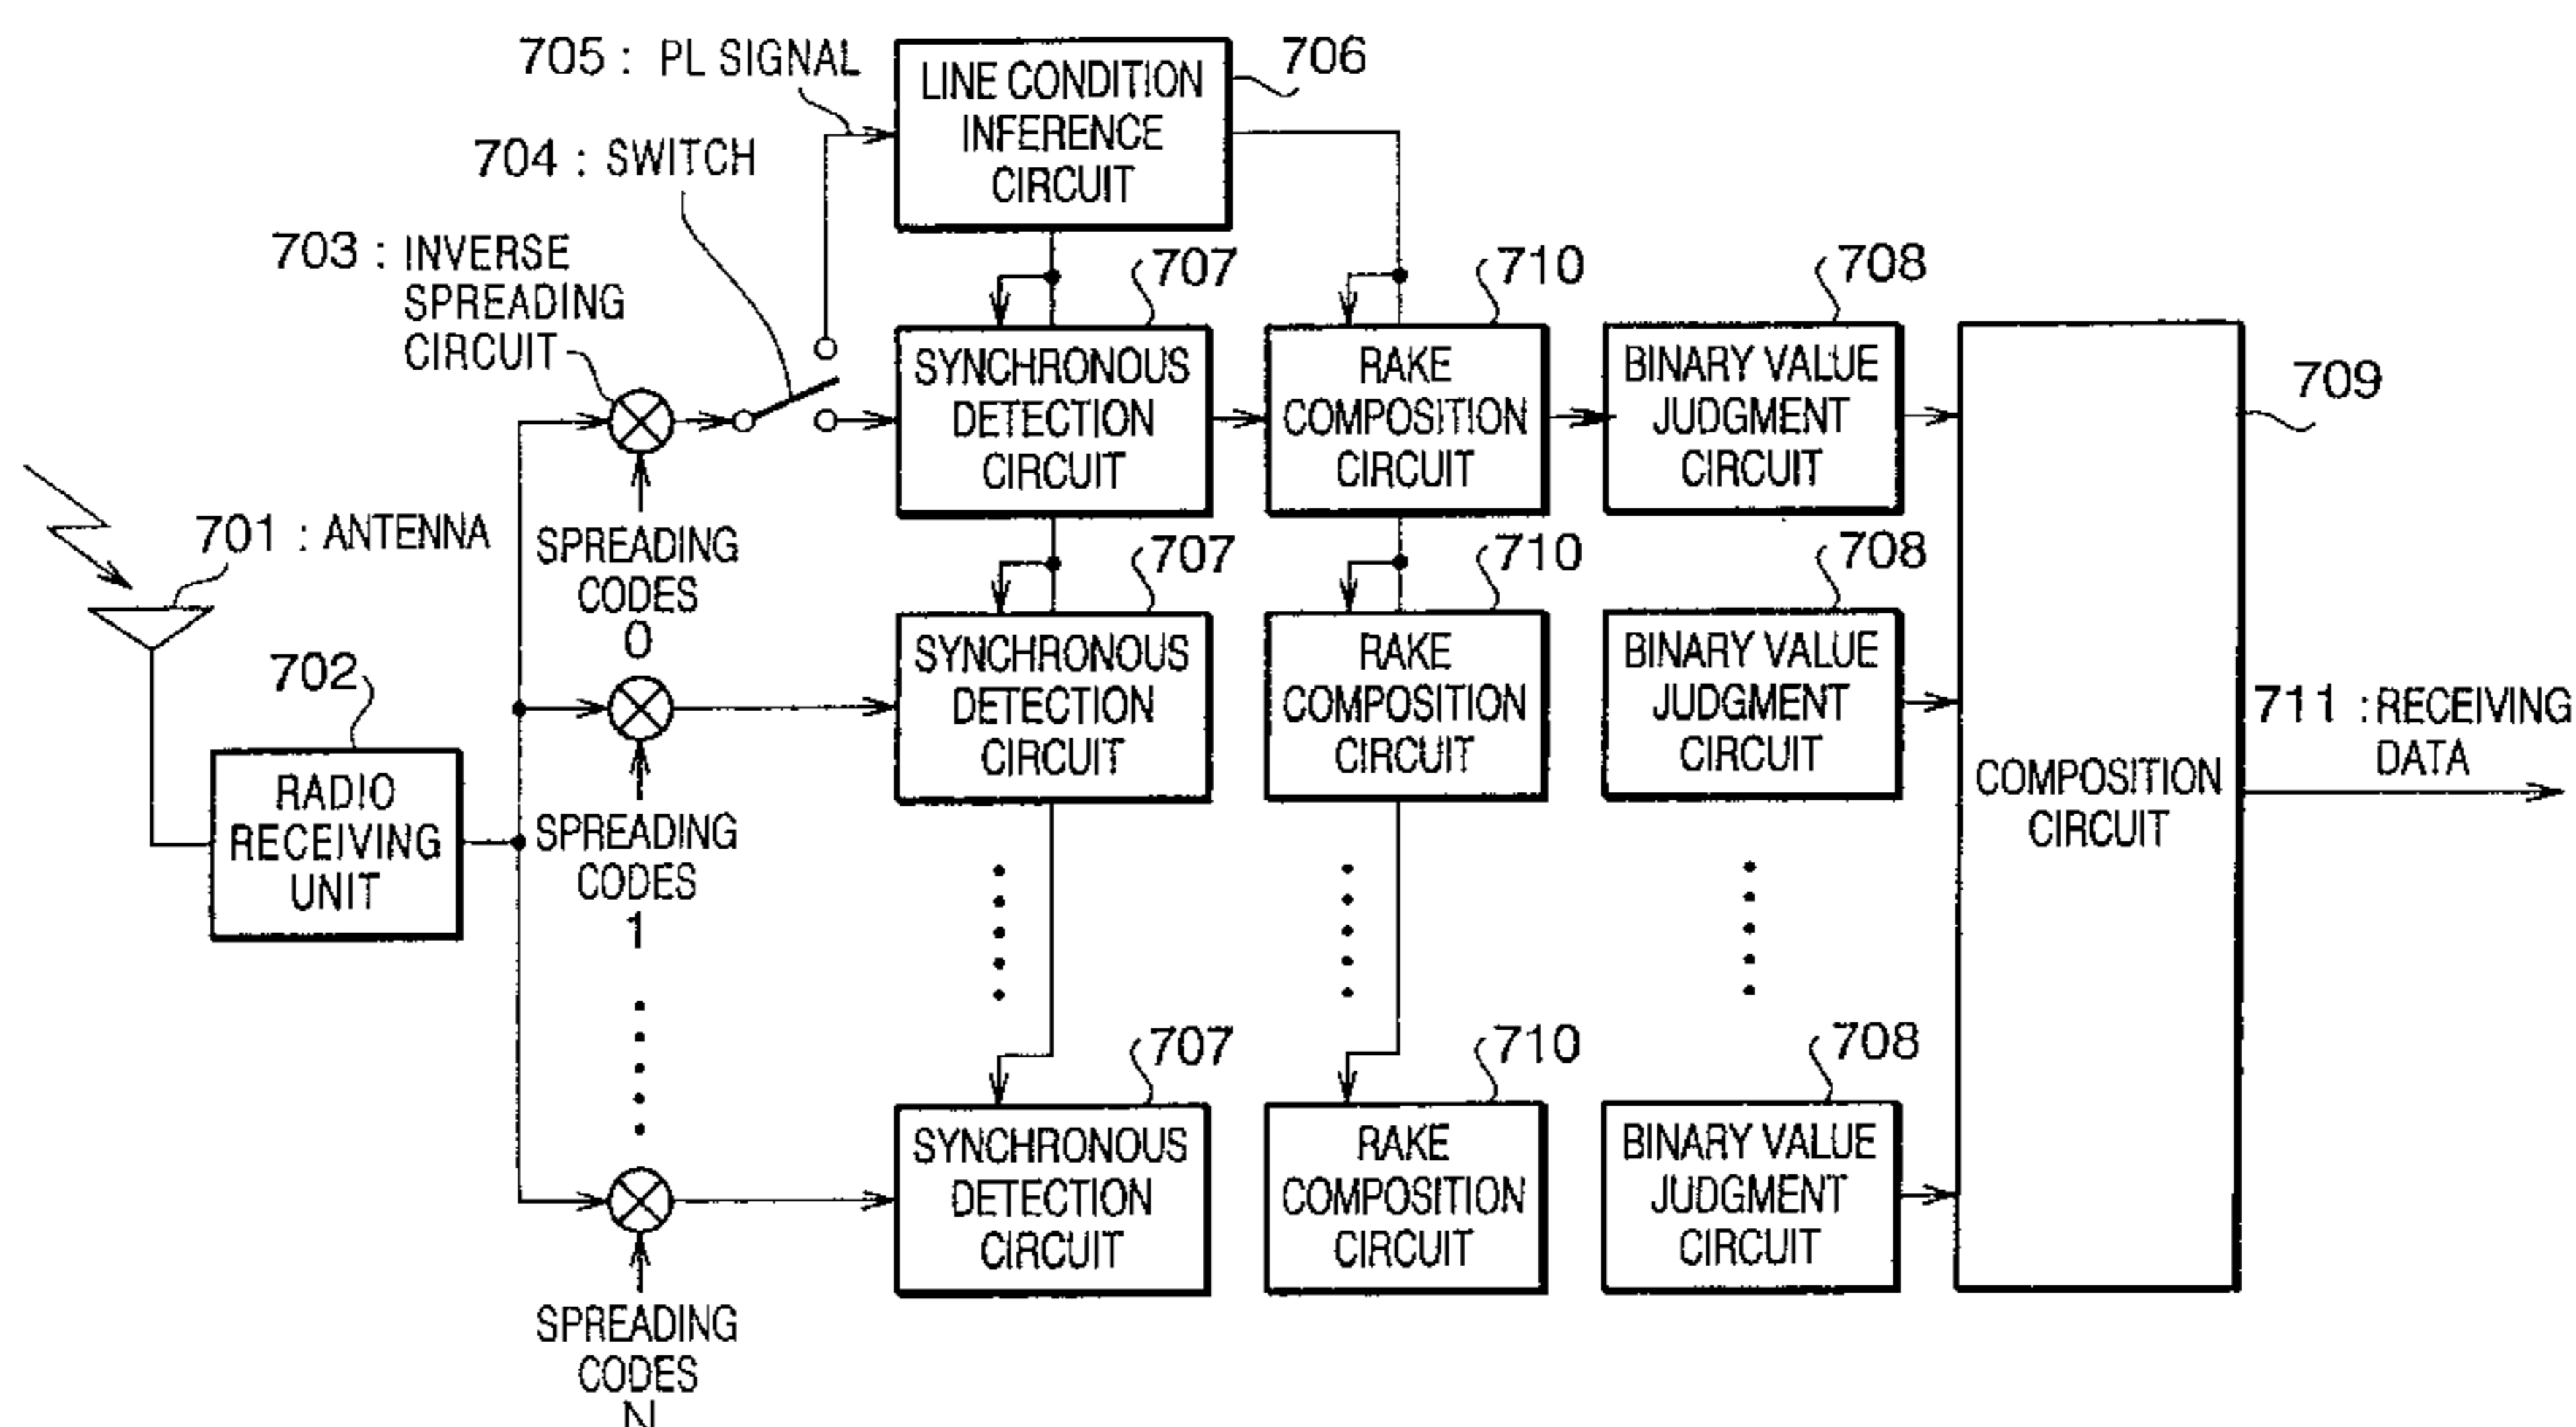 705 : PL SIGNAL
LINE CONDITION
INFERENCE
CIRCUIT
706
704 : SWITCH
703 : INVERSE
SPREADING
CIRCUIT
707
710
708
SYNCHRONOUS
DETECTION
CIRCUIT
RAKE
COMPOSITION
CIRCUIT
BINARY VALUE
JUDGMENT
CIRCUIT
709
701 : ANTENNA
SPREADING
CODES
0
707
710
708
SYNCHRONOUS
DETECTION
CIRCUIT
RAKE
COMPOSITION
CIRCUIT
BINARY VALUE
JUDGMENT
CIRCUIT
702
RADIO
RECEIVING
UNIT
SPREADING
CODES
1
COMPOSITION
CIRCUIT
711 : RECEIVING
DATA
707
710
708
SYNCHRONOUS
DETECTION
CIRCUIT
RAKE
COMPOSITION
CIRCUIT
BINARY VALUE
JUDGMENT
CIRCUIT
SPREADING
CODES
N